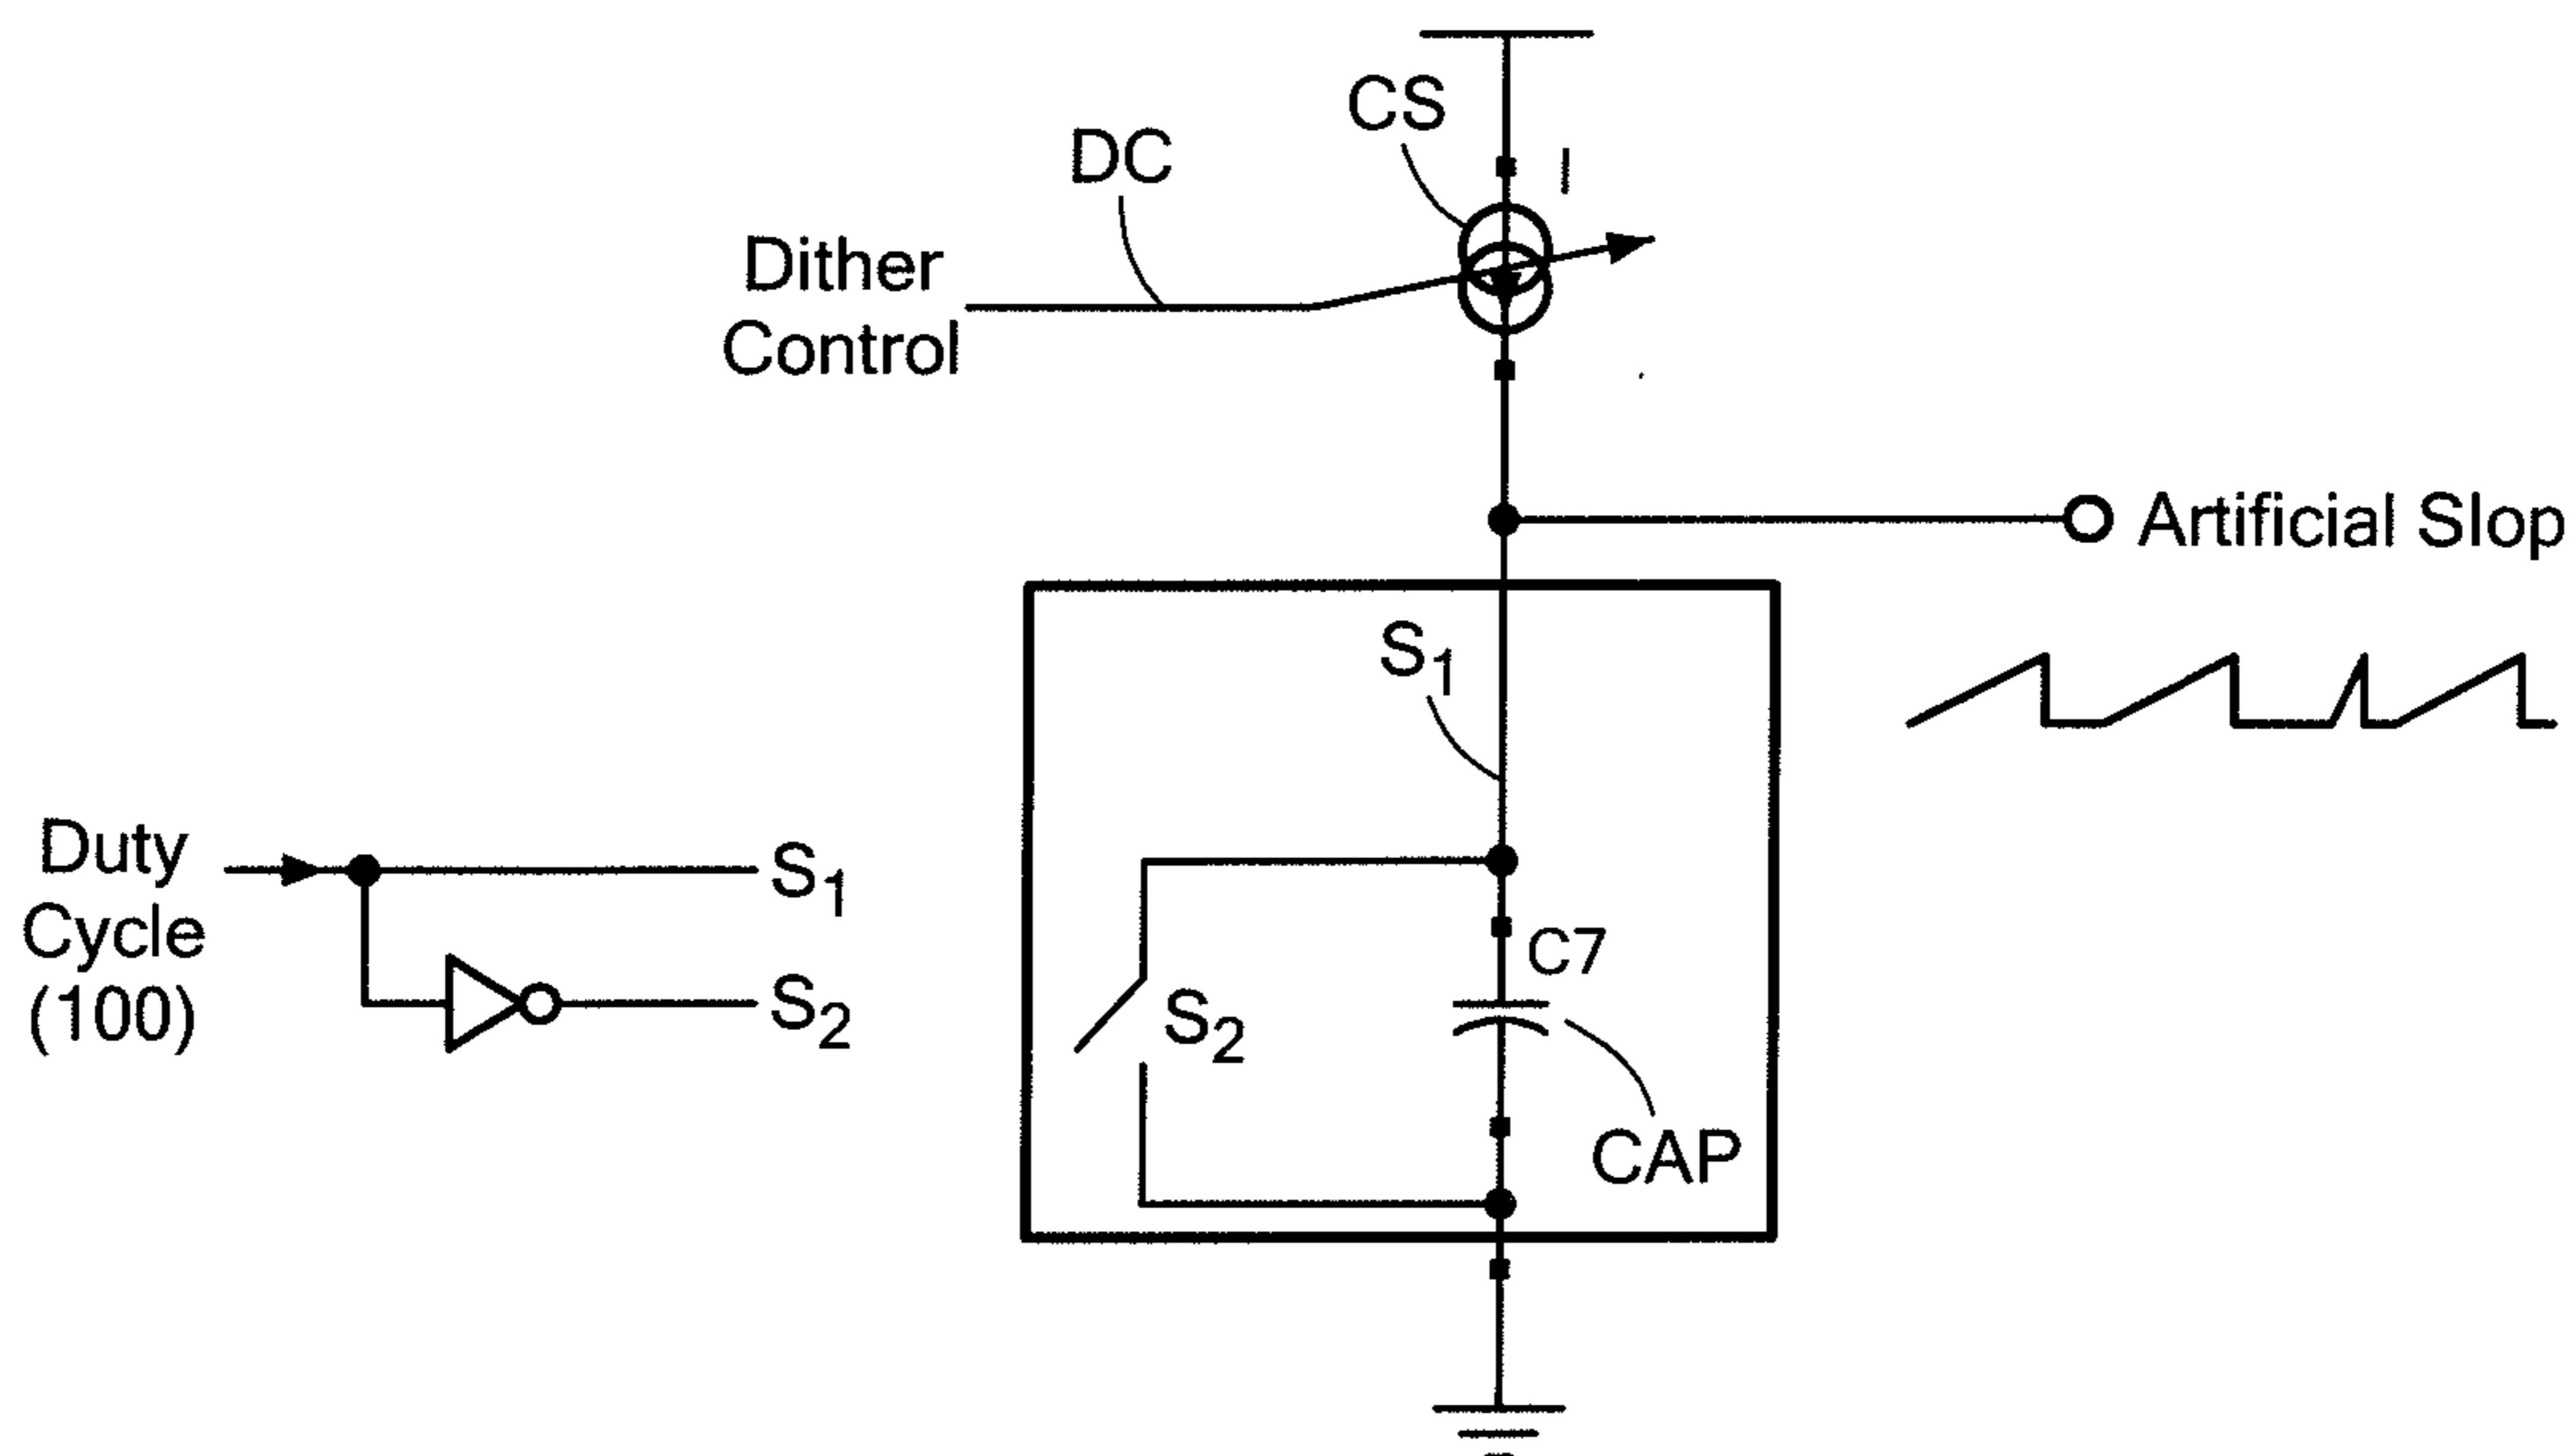 CS
I
DC
Dither
Control
Artificial Slop
S1
Duty
Cycle
(100)
S1
S2
S2
C7
CAP